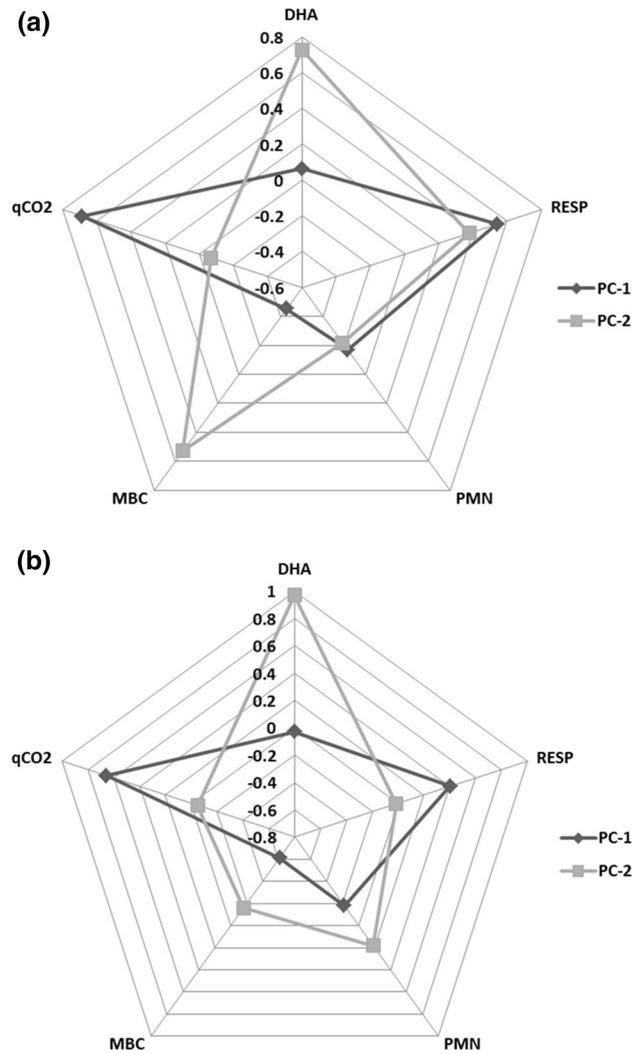 (a)
DHA
0.8
0.6
0.4
0.2
0
-0.2
-0.4
-0.6
qCO2
RESP
PC-1
PC-2
MBC
PMN
(b)
DHA
1
0.8
0.6
0.4
0.2
0
-0.2
-0.4
-0.6
-0.8
qCO2
RESP
PC-1
PC-2
MBC
PMN